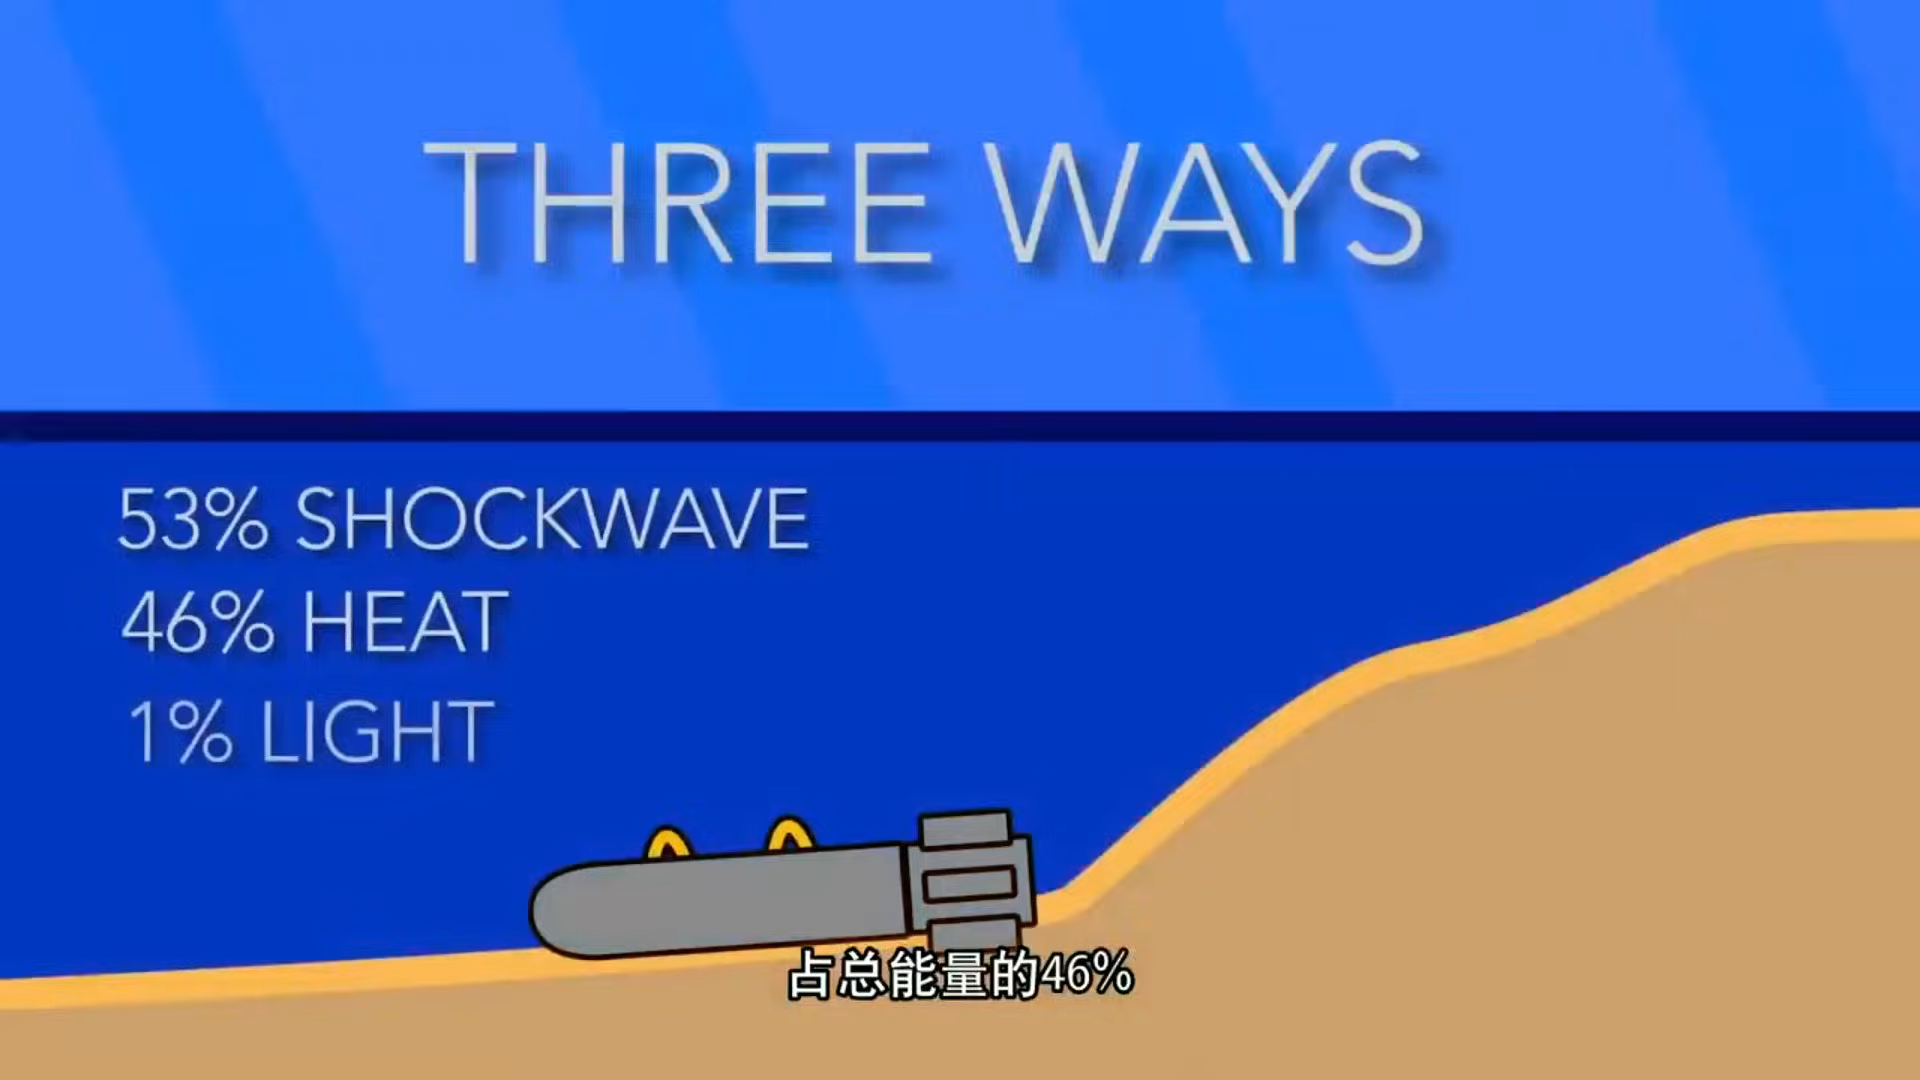 THREE WAYS
53% SHOCKWAVE
46% HEAT
1% LIGHT
占总能量的46%